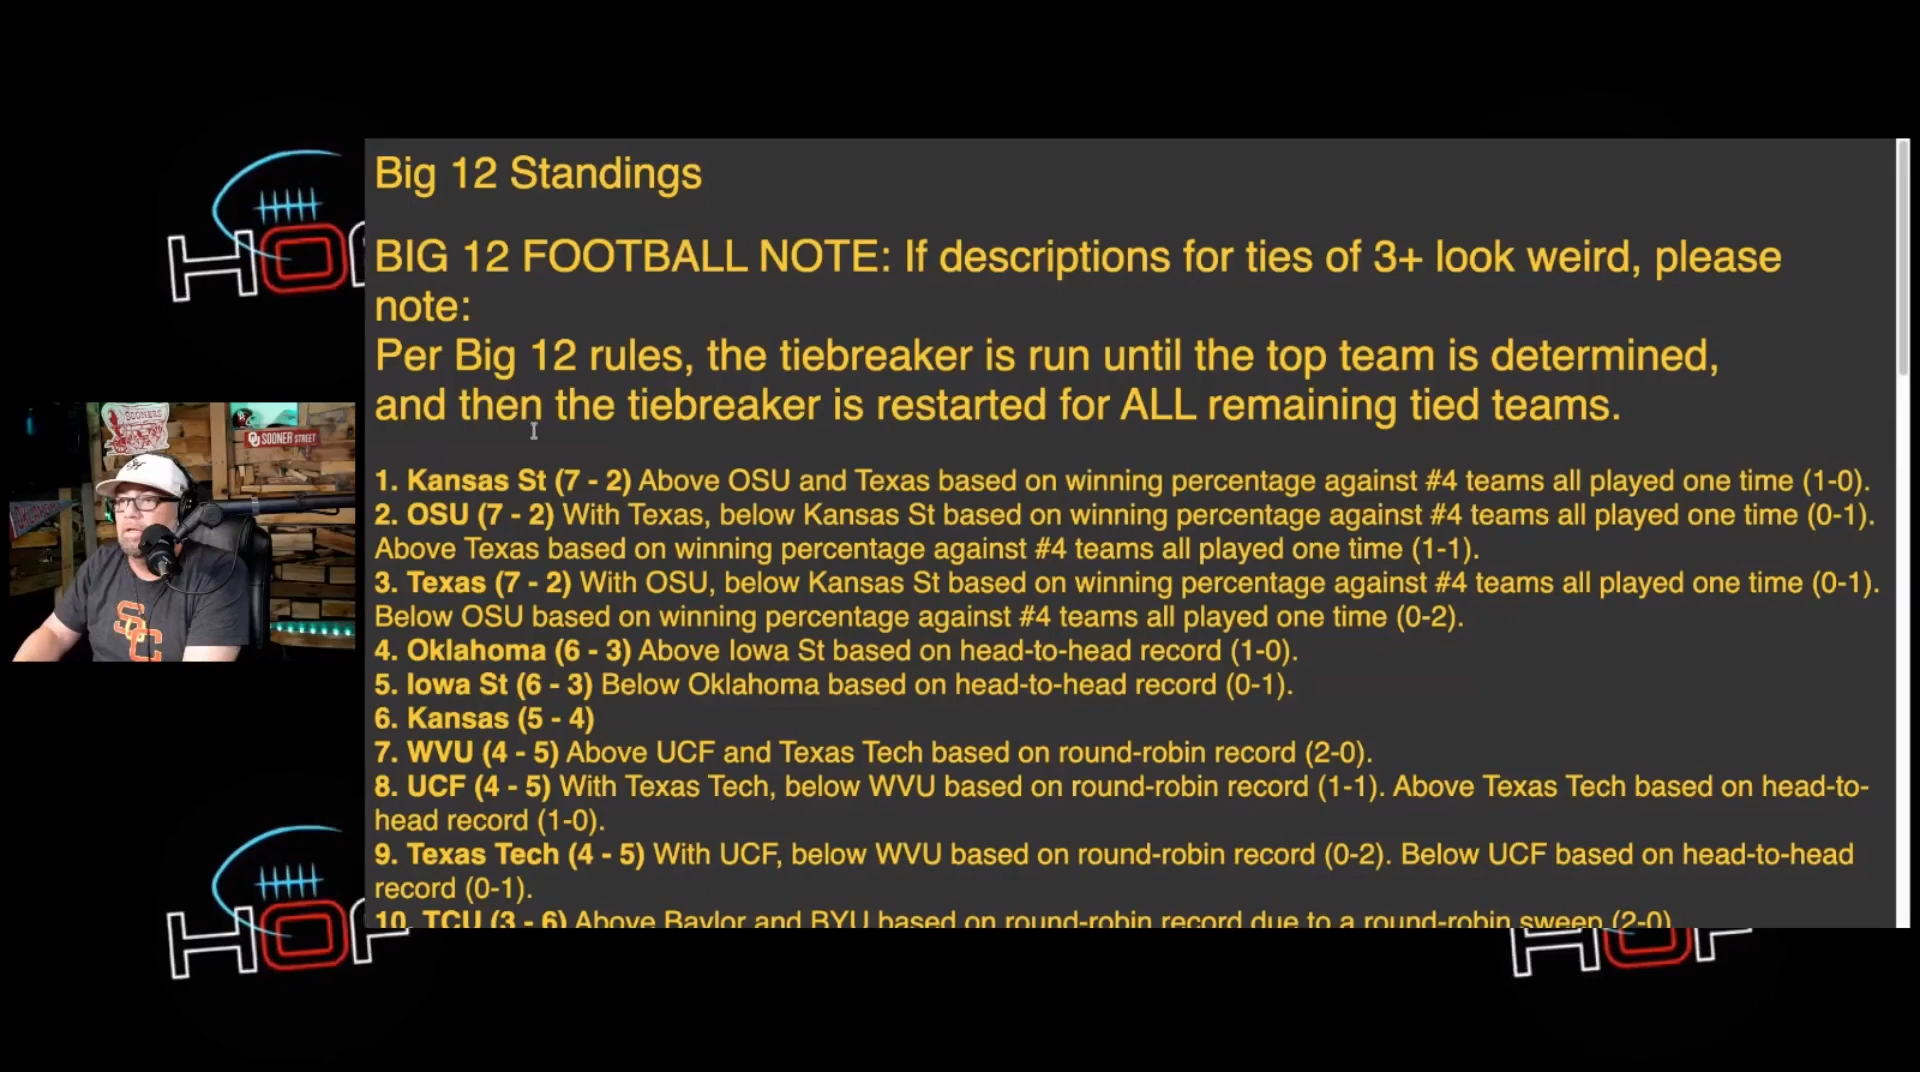 Big 12 Standings
BIG 12 FOOTBALL NOTE: If descriptions for ties of 3+ look weird, please
note:
Per Big 12 rules, the tiebreaker is run until the top team is determined,
and then the tiebreaker is restarted for ALL remaining tied teams.
1. Kansas St (7 - 2) Above OSU and Texas based on winning percentage against #4 teams all played one time (1-0).
2. OSU (7 - 2) With Texas, below Kansas St based on winning percentage against #4 teams all played one time (0-1).
Above Texas based on winning percentage against #4 teams all played one time (1-1).
3. Texas (7 - 2) With OSU, below Kansas St based on winning percentage against #4 teams all played one time (0-1).
Below OSU based on winning percentage against #4 teams all played one time (0-2).
4. Oklahoma (6 - 3) Above Iowa St based on head-to-head record (1-0).
5. Iowa St (6 - 3) Below Oklahoma based on head-to-head record (0-1).
6. Kansas (5 - 4)
7. WVU (4 - 5) Above UCF and Texas Tech based on round-robin record (2-0).
8. UCF (4 - 5) With Texas Tech, below WVU based on round-robin record (1-1). Above Texas Tech based on head-to-
head record (1-0).
9. Texas Tech (4 - 5) With UCF, below WVU based on round-robin record (0-2). Below UCF based on head-to-head
record (0-1).
10. TCU (3 - 6) Above Baylor and BYU based on round-robin record due to a round-robin sweep (2-0)
SOONERS
OU SOONER STREET
SC
HOF
HOF
HOF